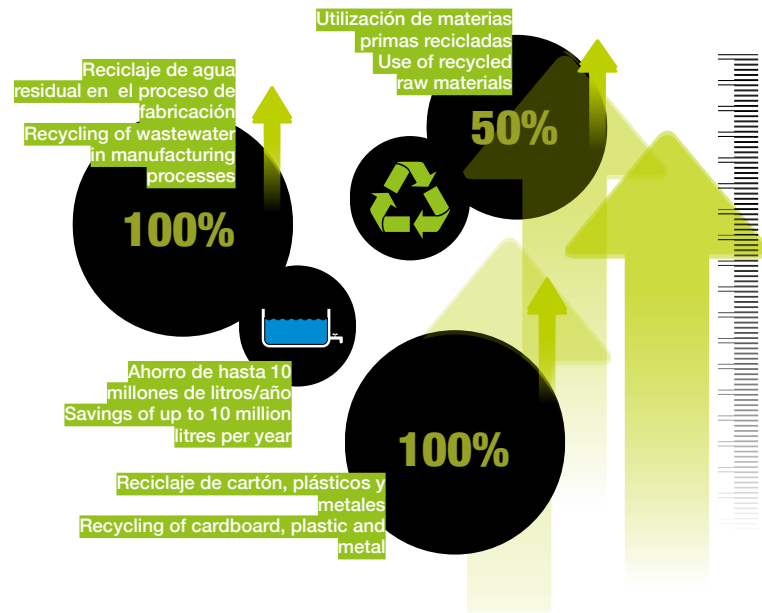 Utilización de materias
primas recicladas
Use of recycled
raw materials
50%
Reciclaje de agua
residual en el proceso de
fabricación
Recycling of wastewater
in manufacturing
processes
100%
Ahorro de hasta 10
millones de litros/año
Savings of up to 10 million
litres per year
100%
Reciclaje de cartón, plásticos y
metales
Recycling of cardboard, plastic and
metal